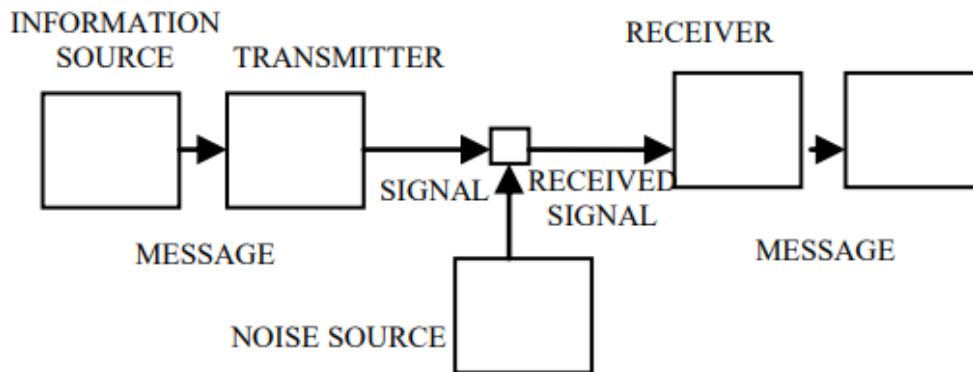 INFORMATION
SOURCE
TRANSMITTER
RECEIVER
SIGNAL
RECEIVED
SIGNAL
MESSAGE
MESSAGE
NOISE SOURCE